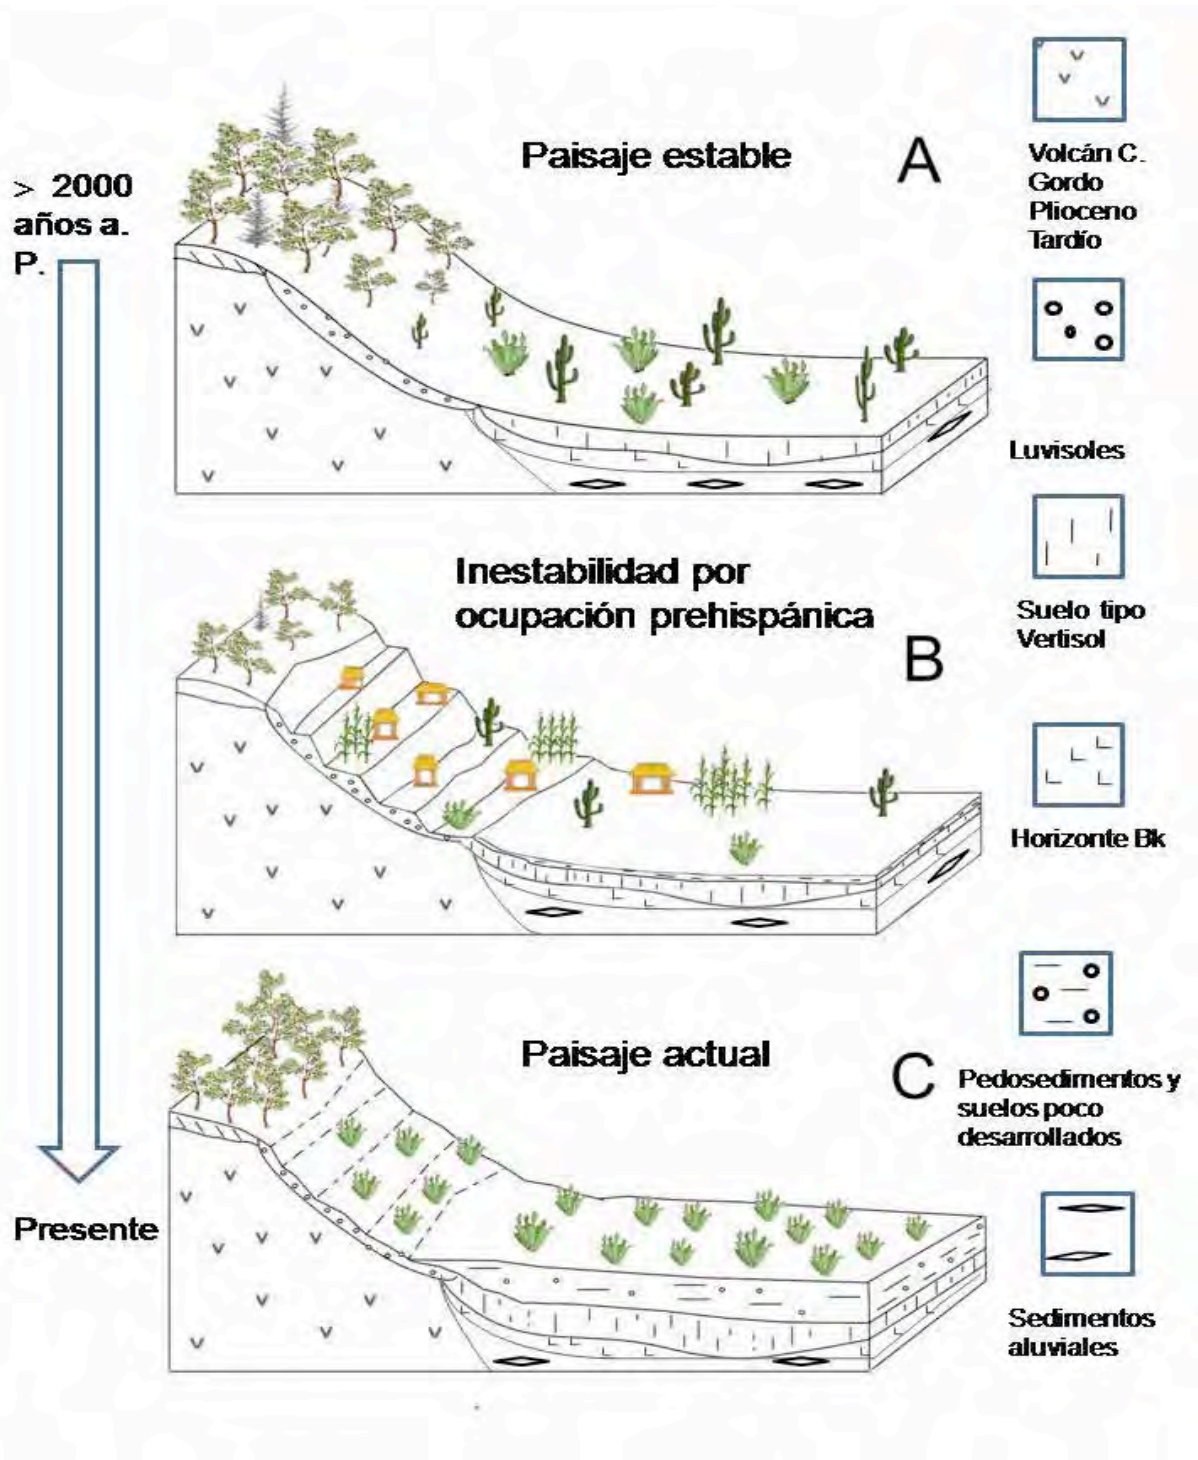 Paisaje estable
A
> 2000
años a.
P.
Volcán C.
Gordo
Plioceno
Tardío
Luvisoles
Inestabilidad por
ocupación prehispánica
B
Suelo tipo
Vertisol
Horizonte Bk
Paisaje actual
C
Pedosedimentos y
suelos poco
desarrollados
Presente
Sedimentos
aluviales